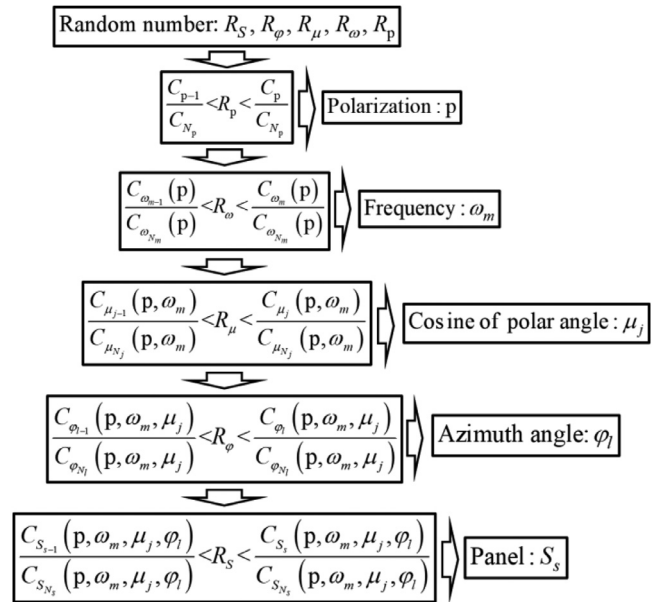 Random number: R_S, R_φ, R_μ, R_ω, R_p
C_{p-1}/C_{N_p} <R_p< C_p/C_{N_p}
Polarization : p
C_{ω_{m-1}}(p)/C_{ω_{N_m}}(p) <R_ω< C_{ω_m}(p)/C_{ω_{N_m}}(p)
Frequency : ω_m
C_{μ_{j-1}}(p, ω_m)/C_{μ_{N_j}}(p, ω_m) <R_μ< C_{μ_j}(p, ω_m)/C_{μ_{N_j}}(p, ω_m)
Cosine of polar angle : μ_j
C_{φ_{l-1}}(p, ω_m, μ_j)/C_{φ_{N_l}}(p, ω_m, μ_j) <R_φ< C_{φ_l}(p, ω_m, μ_j)/C_{φ_{N_l}}(p, ω_m, μ_j)
Azimuth angle: φ_l
C_{S_{s-1}}(p, ω_m, μ_j, φ_l)/C_{S_{N_s}}(p, ω_m, μ_j, φ_l) <R_S< C_{S_s}(p, ω_m, μ_j, φ_l)/C_{S_{N_s}}(p, ω_m, μ_j, φ_l)
Panel : S_s